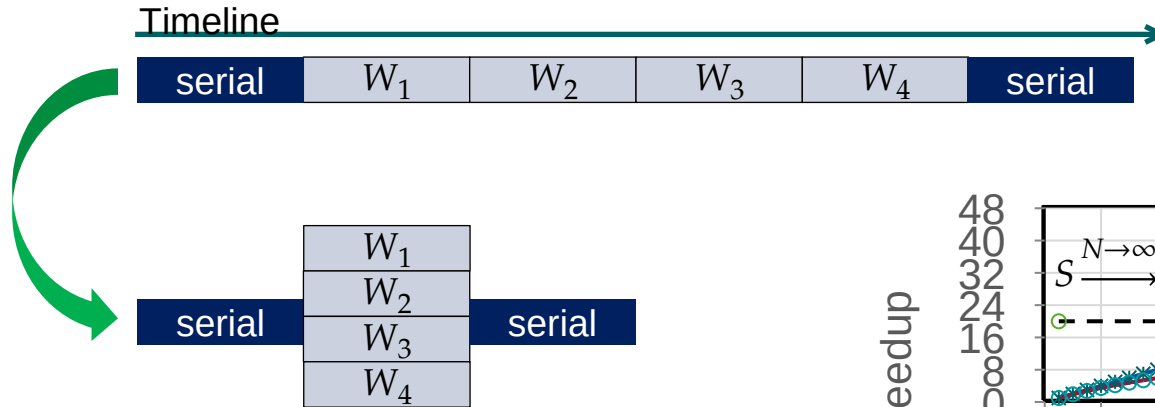 Timeline
serial W₁ W₂ W₃ W₄ serial
W₁
W₂
serial serial
W₃
W₄
48
40
32
24
16
8
0
S N→∞
eedup